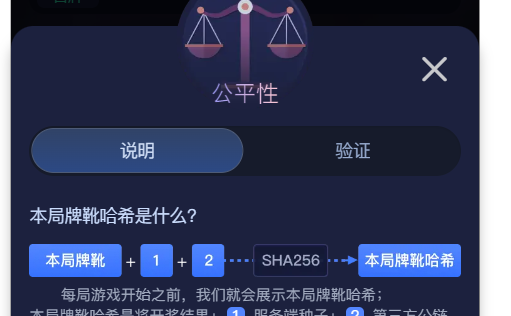 公平性
说明
验证
本局牌靴哈希是什么?
本局牌靴 + 1 + 2 SHA256 本局牌靴哈希
每局游戏开始之前，我们就会展示本局牌靴哈希；
本局牌靴哈希是将开奖结果+ 1 服务端种子+ 2 第三方公链